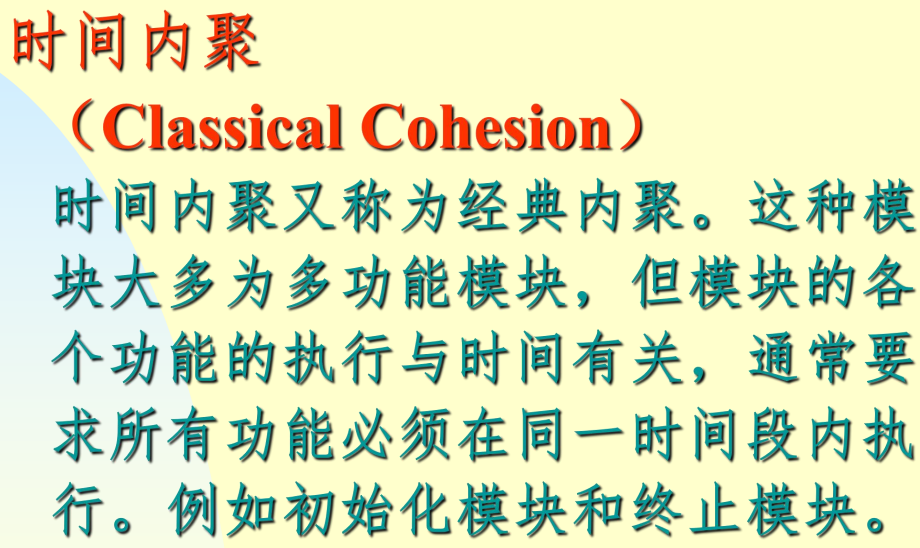 时间内聚
（Classical Cohesion）
时间内聚又称为经典内聚。这种模
块大多为多功能模块，但模块的各
个功能的执行与时间有关，通常要
求所有功能必须在同一时间段内执
行。例如初始化模块和终止模块。